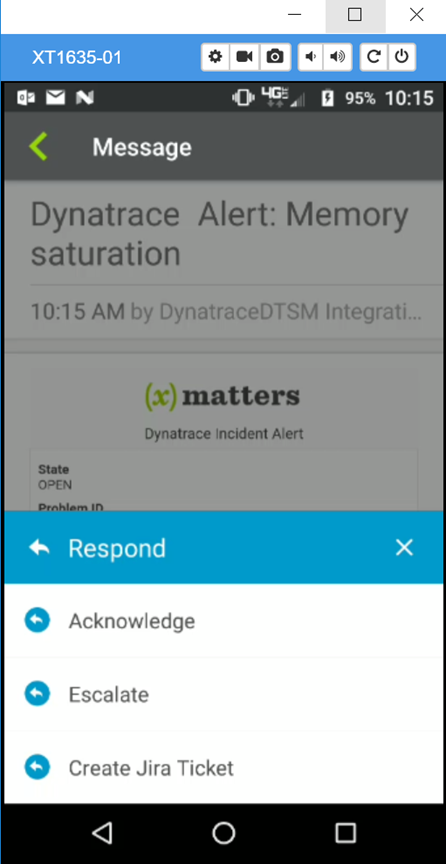 XT1635-01
4G 95% 10:15
Message
Dynatrace Alert: Memory
saturation
10:15 AM by DynatraceDTSM Integrati...
(x) matters
Dynatrace Incident Alert
State
OPEN
Problem ID
Respond
Acknowledge
Escalate
Create Jira Ticket